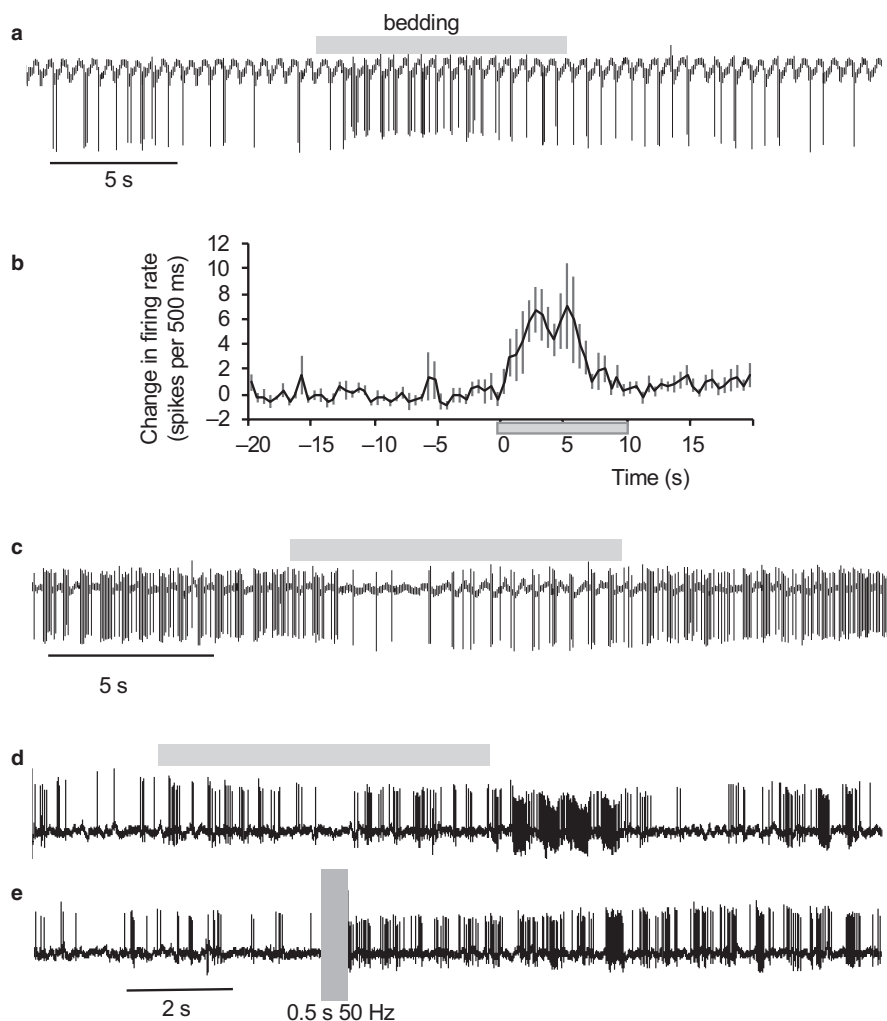 a
bedding
5 s
b
Change in firing rate
(spikes per 500 ms)
12
10
8
6
4
2
0
–2
–20 –15 –10 –5 0 5 10 15
Time (s)
c
5 s
d
e
2 s
0.5 s 50 Hz